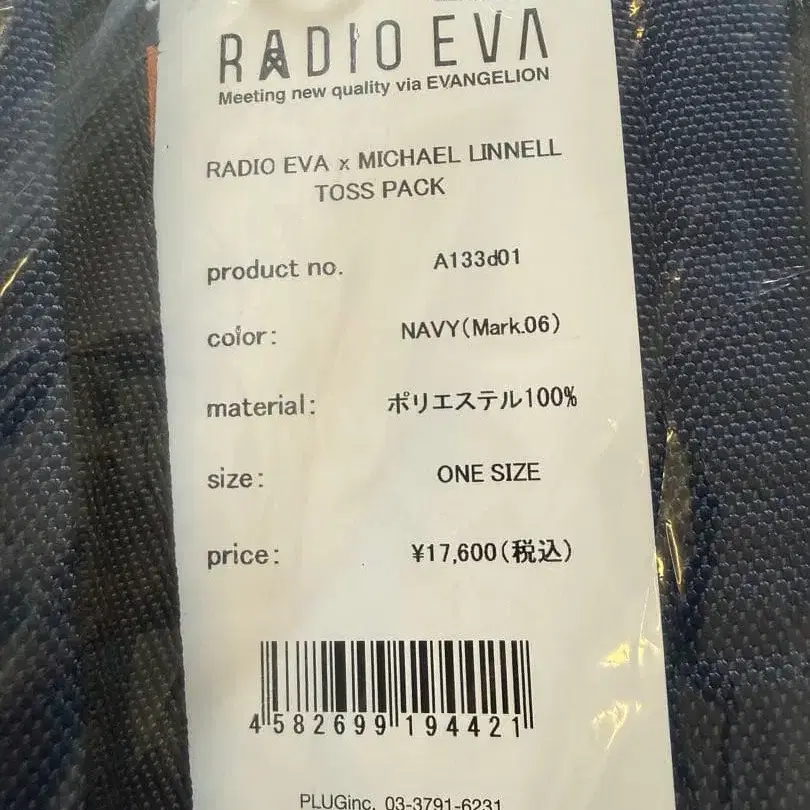 RADIO EVA
Meeting new quality via EVANGELION
RADIO EVA x MICHAEL LINNELL
TOSS PACK
product no. A133d01
color: NAVY(Mark.06)
material: ポリエステル100%
size: ONE SIZE
price: ¥17,600(税込)
4582699194421
PLUGinc. 03-3791-6231